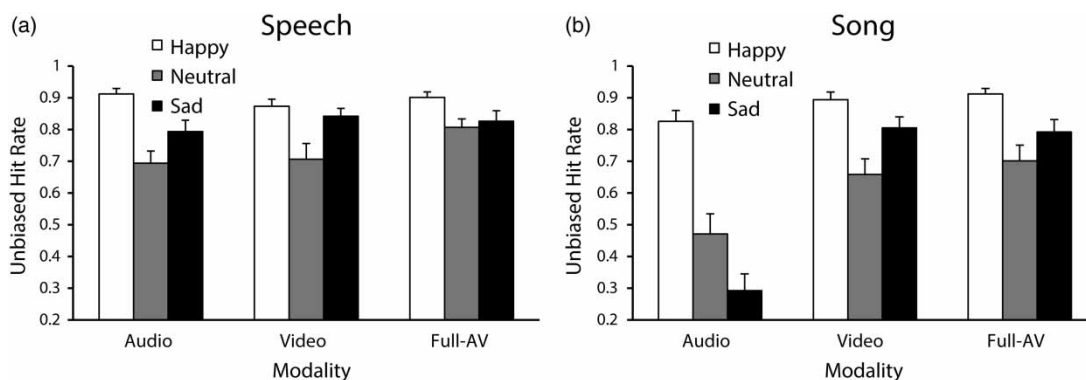 (a) Speech
Happy
Neutral
Sad
Unbiased Hit Rate
1
0.9
0.8
0.7
0.6
0.5
0.4
0.3
0.2
Audio Video Full-AV
Modality
(b) Song
Happy
Neutral
Sad
Unbiased Hit Rate
1
0.9
0.8
0.7
0.6
0.5
0.4
0.3
0.2
Audio Video Full-AV
Modality